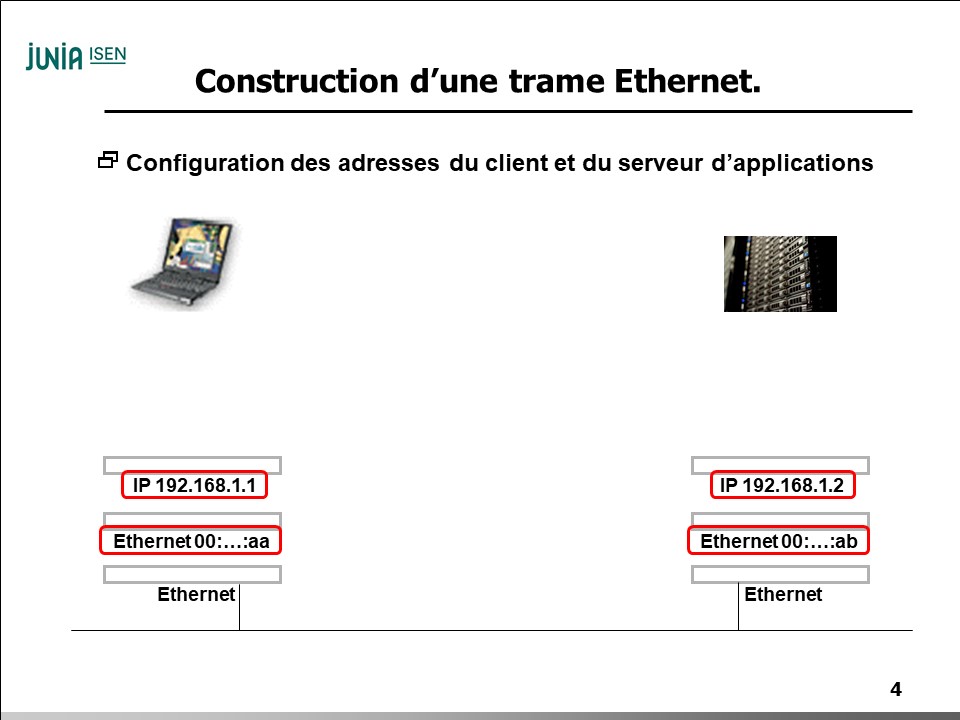 JUNIA ISEN
Construction d’une trame Ethernet.
Configuration des adresses du client et du serveur d’applications
IP 192.168.1.1
IP 192.168.1.2
Ethernet 00:…:aa
Ethernet 00:…:ab
Ethernet
Ethernet
4